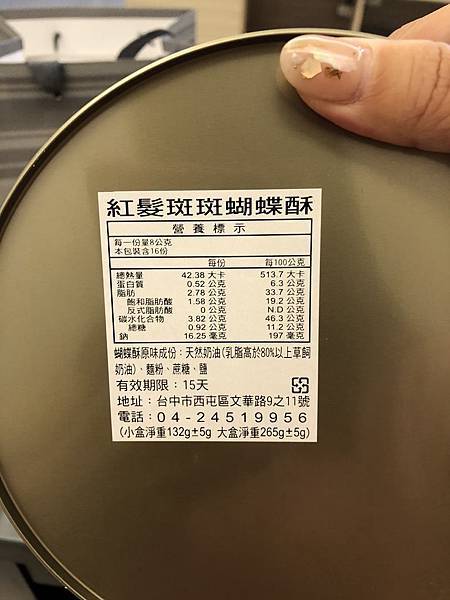 紅髮斑斑蝴蝶酥
營養標示
每一份量8公克
本包裝含16份
每份 每100公克
總熱量 42.38 大卡 513.7 大卡
蛋白質 0.52 公克 6.3 公克
脂肪 2.78 公克 33.7 公克
飽和脂肪酸 1.58 公克 19.2 公克
反式脂肪酸 0 公克 N.D 公克
碳水化合物 3.82 公克 46.3 公克
總糖 0.92 公克 11.2 公克
鈉 16.25 毫克 197 毫克
蝴蝶酥原味成份：天然奶油(乳脂高於80%以上草飼
奶油)、麵粉、蔗糖、鹽
有效期限：15天
地址：台中市西屯區文華路9之11號
電話：04-24519956
(小盒淨重132g±5g 大盒淨重265g±5g)